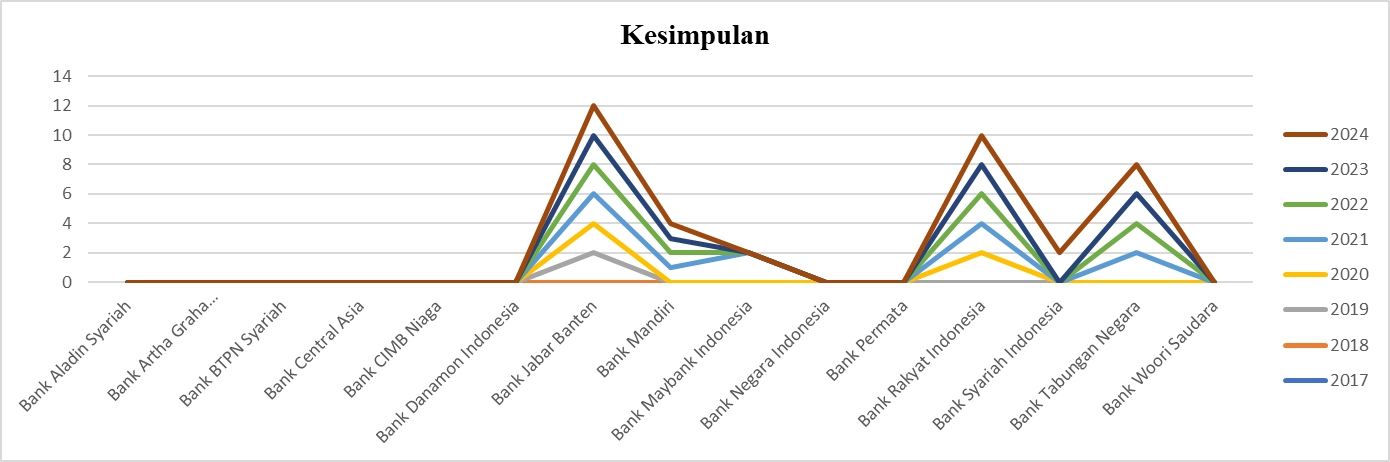 Kesimpulan
14
12
10
8
6
4
2
0
Bank Aladin Syariah
Bank Artha Graha...
Bank BTPN Syariah
Bank Central Asia
Bank CIMB Niaga
Bank Danamon Indonesia
Bank Jabar Banten
Bank Mandiri
Bank Maybank Indonesia
Bank Negara Indonesia
Bank Permata
Bank Rakyat Indonesia
Bank Syariah Indonesia
Bank Tabungan Negara
Bank Woori Saudara
2024
2023
2022
2021
2020
2019
2018
2017